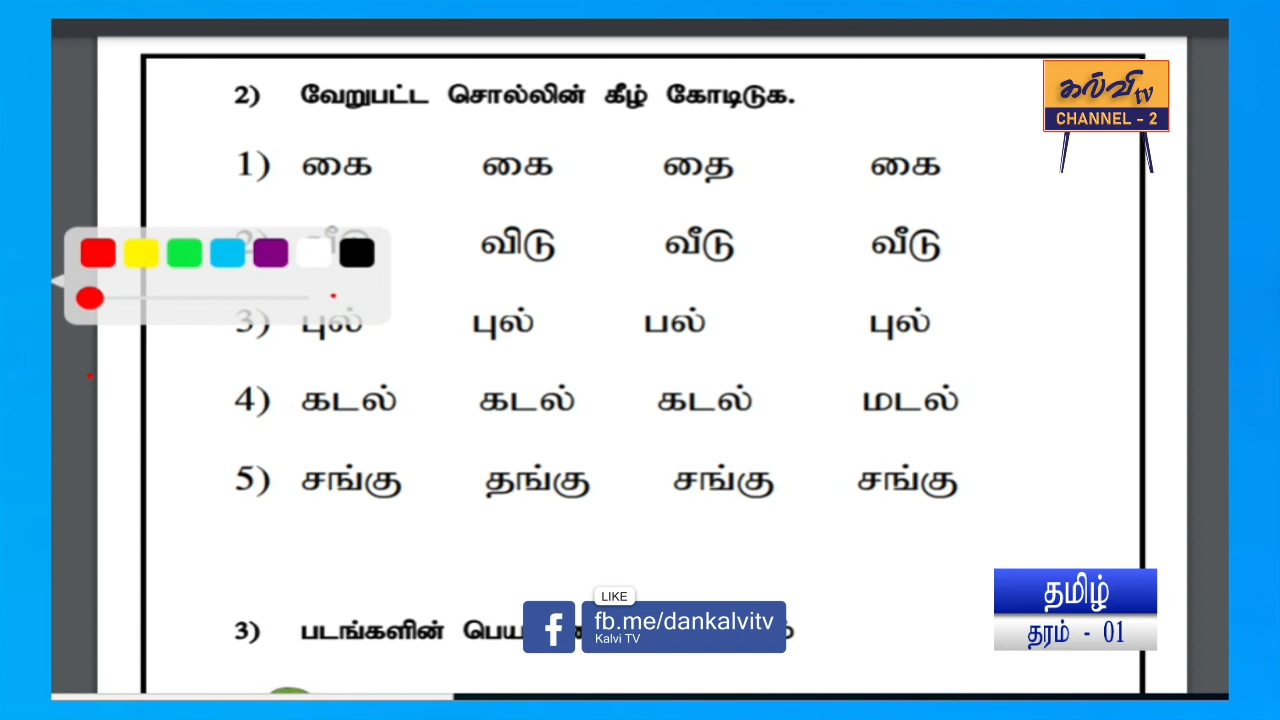 2) வேறுபட்ட சொல்லின் கீழ் கோடிடுக.
கல்வி tv
CHANNEL - 2
1) கை கை தை கை
2) வீடு விடு வீடு வீடு
3) புல் புல் பல் புல்
4) கடல் கடல் கடல் மடல்
5) சங்கு தங்கு சங்கு சங்கு
3) படங்களின்
LIKE
fb.me/dankalvitv
Kalvi TV
தமிழ்
தரம் - 01